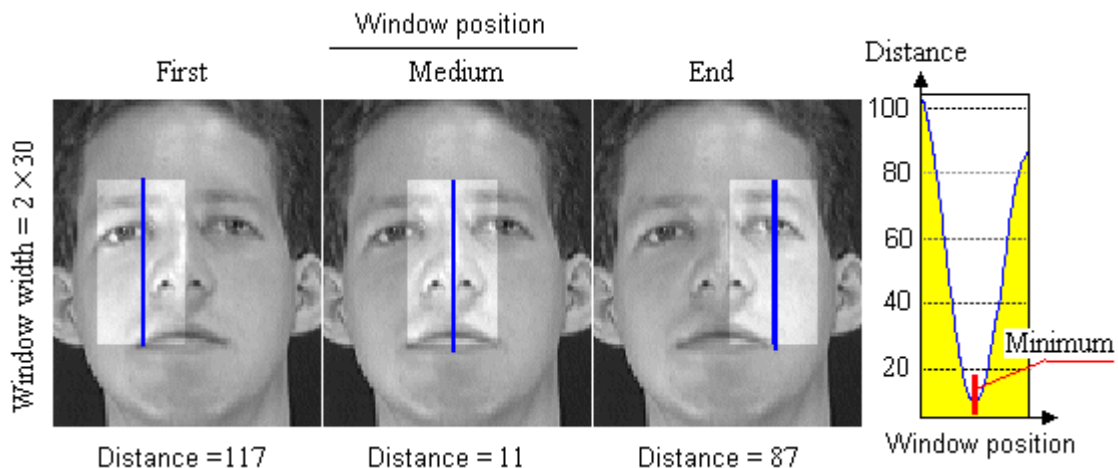 Window position
First
Medium
End
Window width = 2×30
Distance =117
Distance = 11
Distance = 87
Distance
100
80
60
40
20
Minimum
Window position